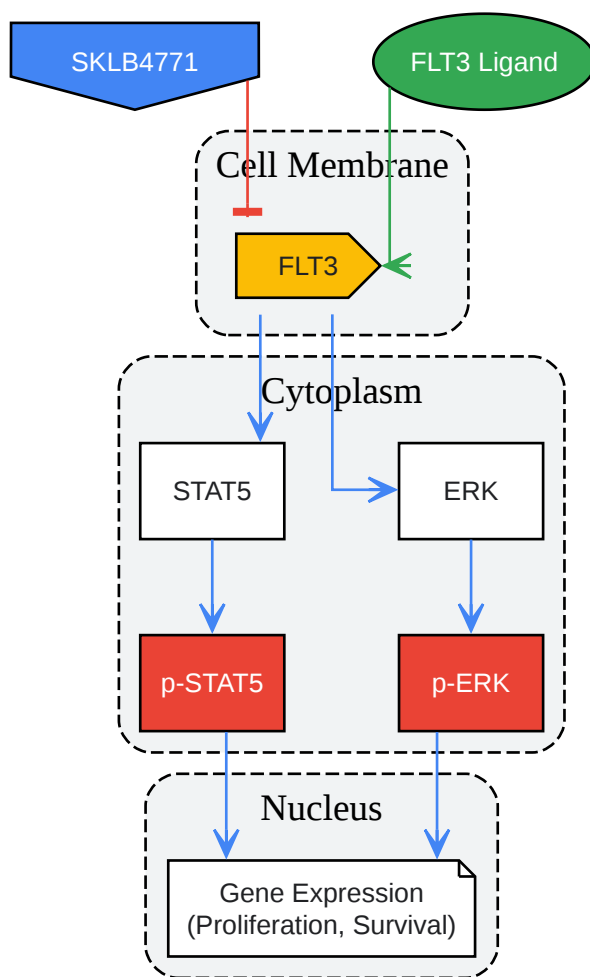 SKLB4771
FLT3 Ligand
Cell Membrane
FLT3
Cytoplasm
STAT5
ERK
p-STAT5
p-ERK
Nucleus
Gene Expression
(Proliferation, Survival)